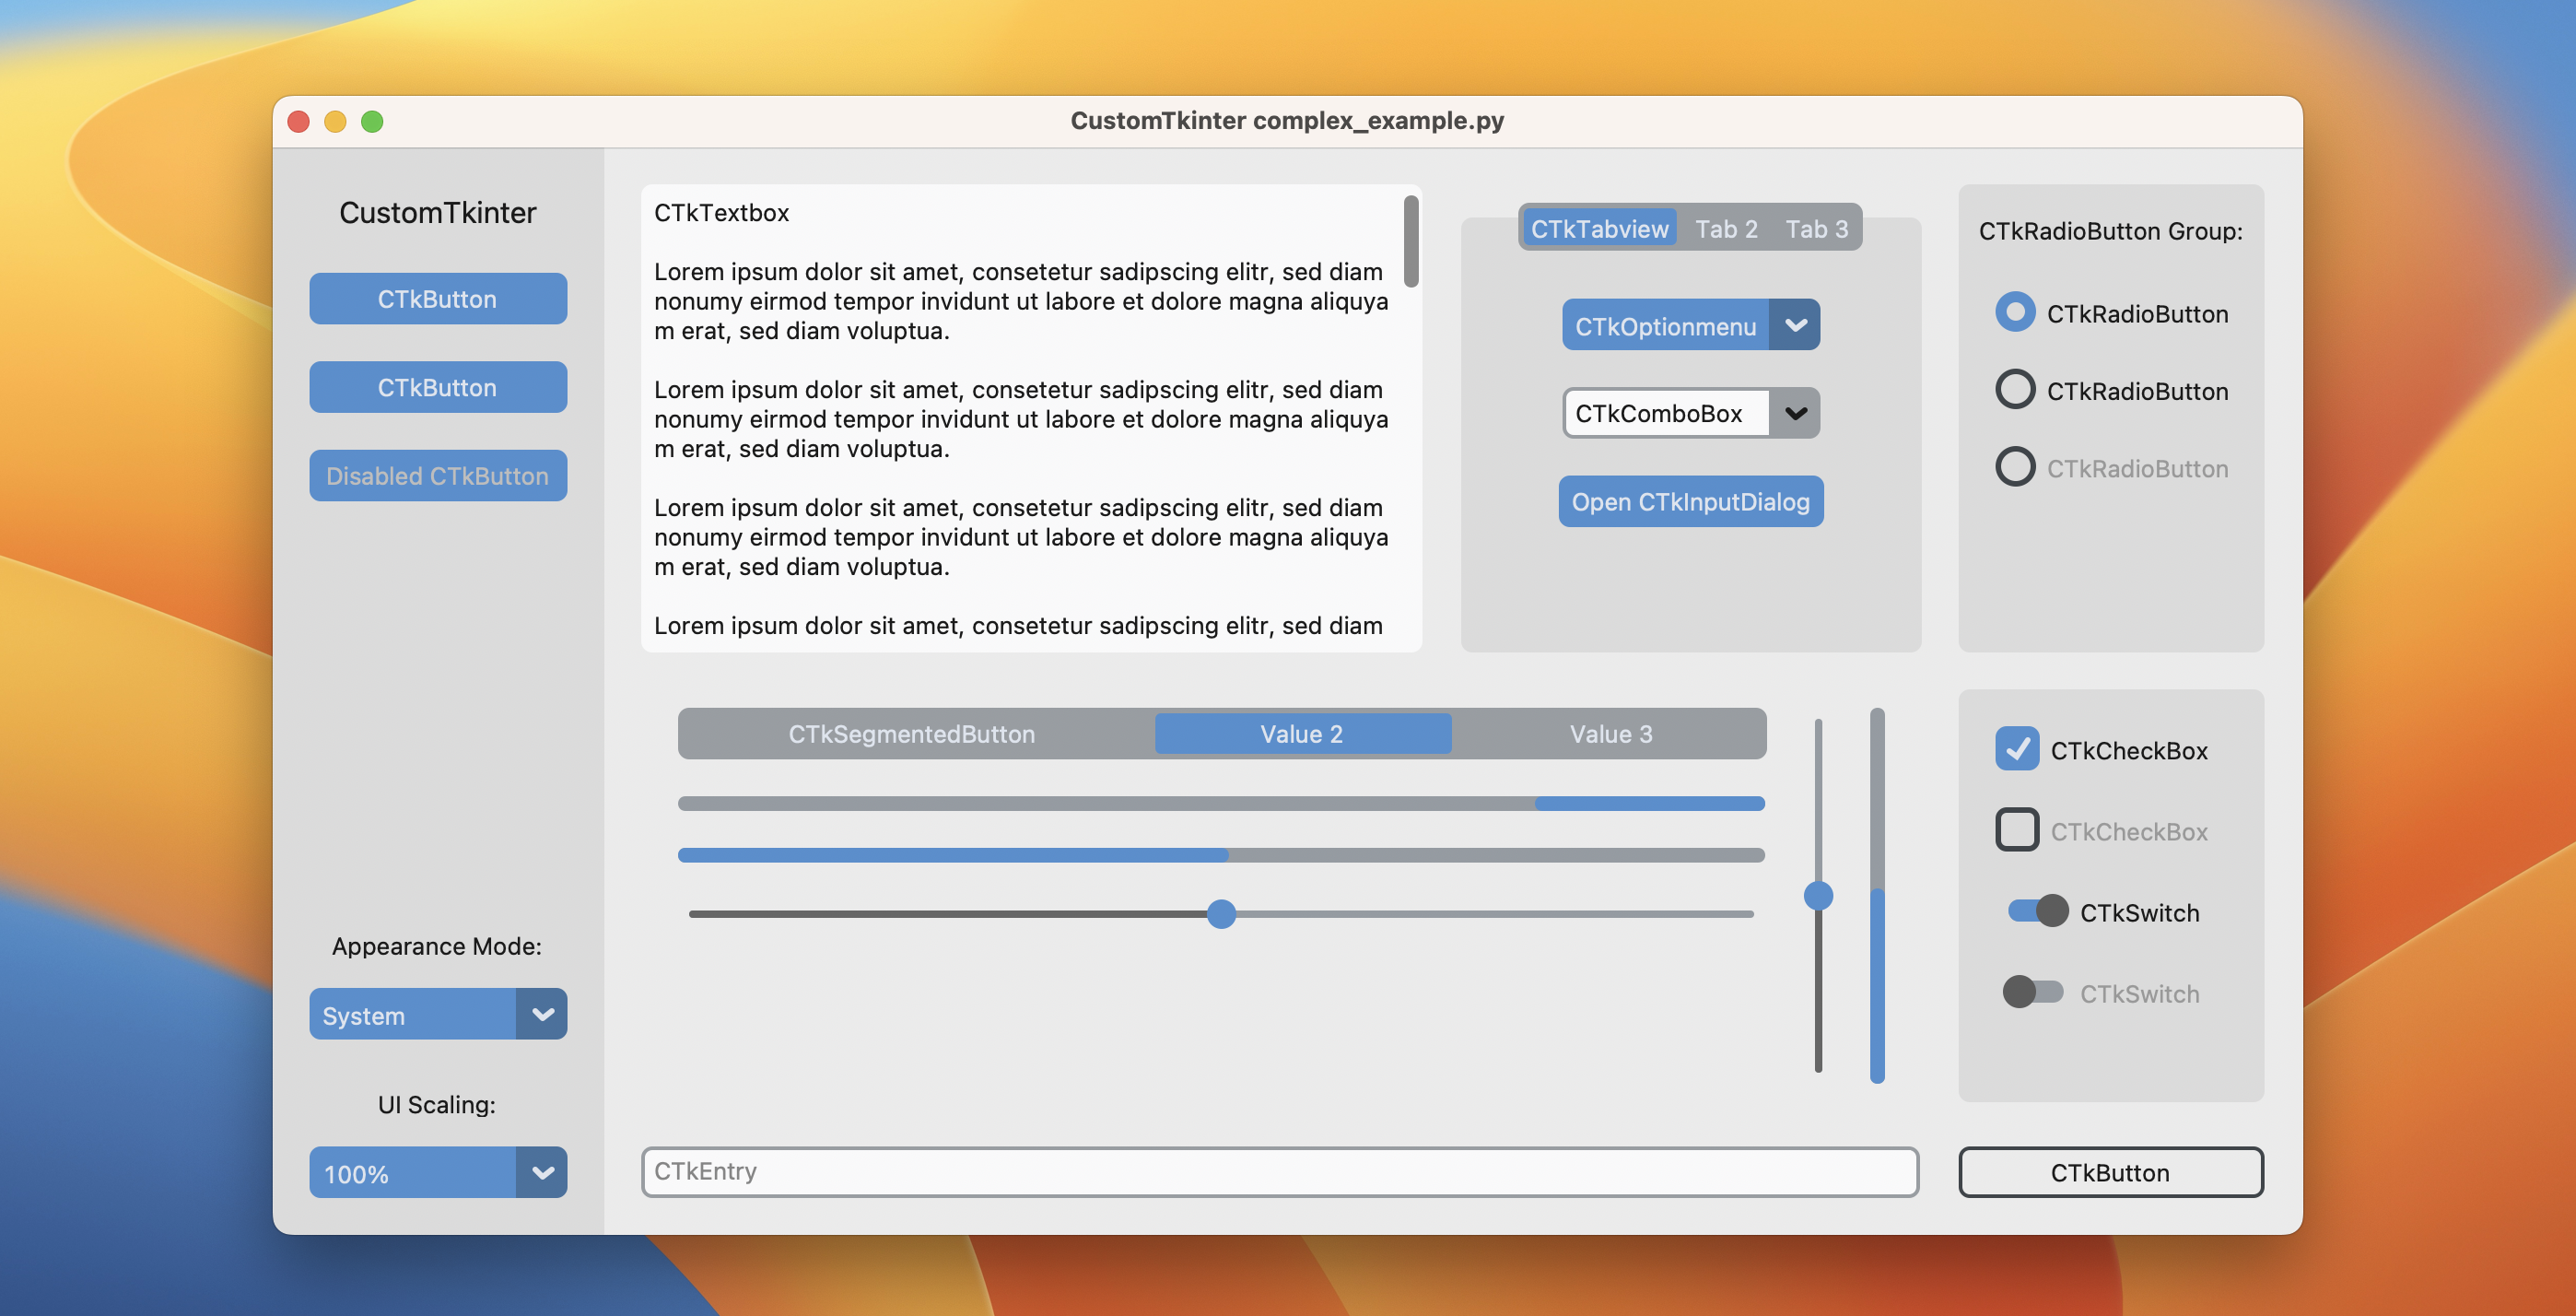 CustomTkinter complex_example.py
CustomTkinter
CTkButton
CTkButton
Disabled CTkButton
Appearance Mode:
System
UI Scaling:
100%
CTkTextbox
Lorem ipsum dolor sit amet, consetetur sadipscing elitr, sed diam
nonumy eirmod tempor invidunt ut labore et dolore magna aliquya
m erat, sed diam voluptua.
Lorem ipsum dolor sit amet, consetetur sadipscing elitr, sed diam
nonumy eirmod tempor invidunt ut labore et dolore magna aliquya
m erat, sed diam voluptua.
Lorem ipsum dolor sit amet, consetetur sadipscing elitr, sed diam
nonumy eirmod tempor invidunt ut labore et dolore magna aliquya
m erat, sed diam voluptua.
Lorem ipsum dolor sit amet, consetetur sadipscing elitr, sed diam
CTkTabview Tab 2 Tab 3
CTkOptionmenu
CTkComboBox
Open CTkInputDialog
CTkRadioButton Group:
CTkRadioButton
CTkRadioButton
CTkRadioButton
CTkSegmentedButton Value 2 Value 3
CTkCheckBox
CTkCheckBox
CTkSwitch
CTkSwitch
CTkEntry
CTkButton